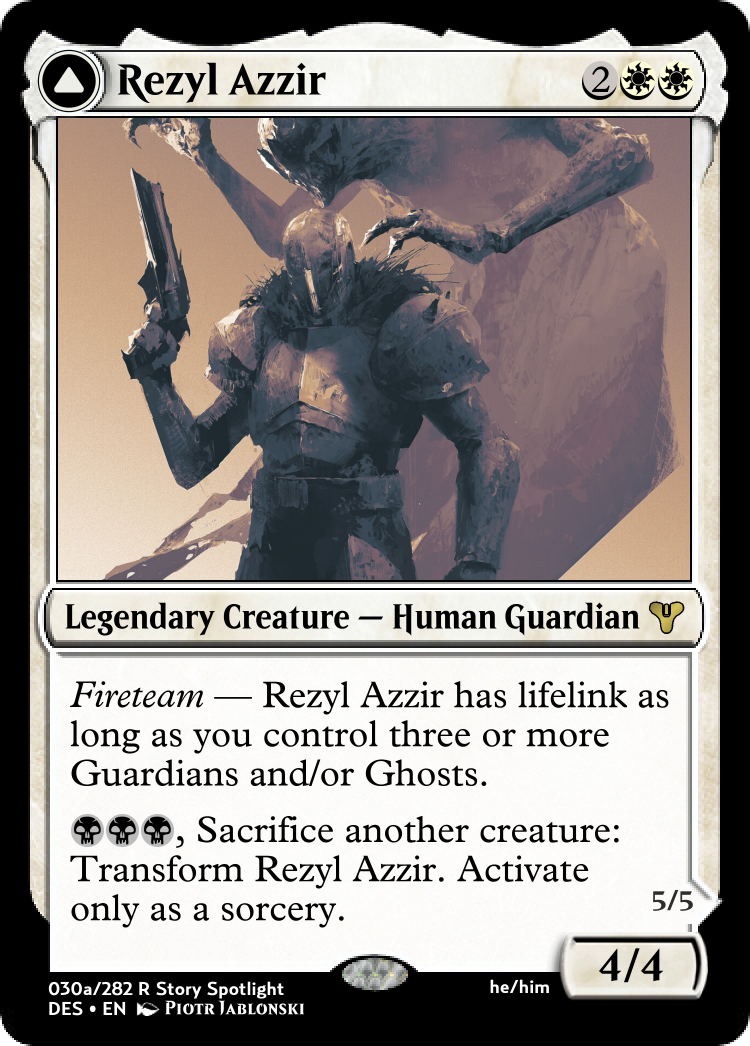 Rezyl Azzir 2
Legendary Creature — Human Guardian
Fireteam — Rezyl Azzir has lifelink as
long as you control three or more
Guardians and/or Ghosts.
, Sacrifice another creature:
Transform Rezyl Azzir. Activate
only as a sorcery.
5/5
4/4
030a/282 R Story Spotlight
he/him
DES • EN Piotr Jablonski